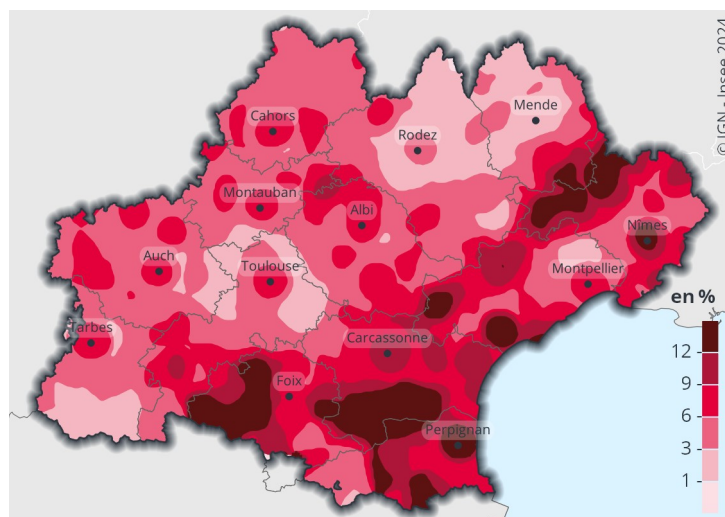 © IGN - Insee 2024
Mende
Cahors
Rodez
Montauban
Albi
Nîmes
Auch
Toulouse
Montpellier
en %
Tarbes
Carcassonne
12
Foix
9
6
Perpignan
3
1